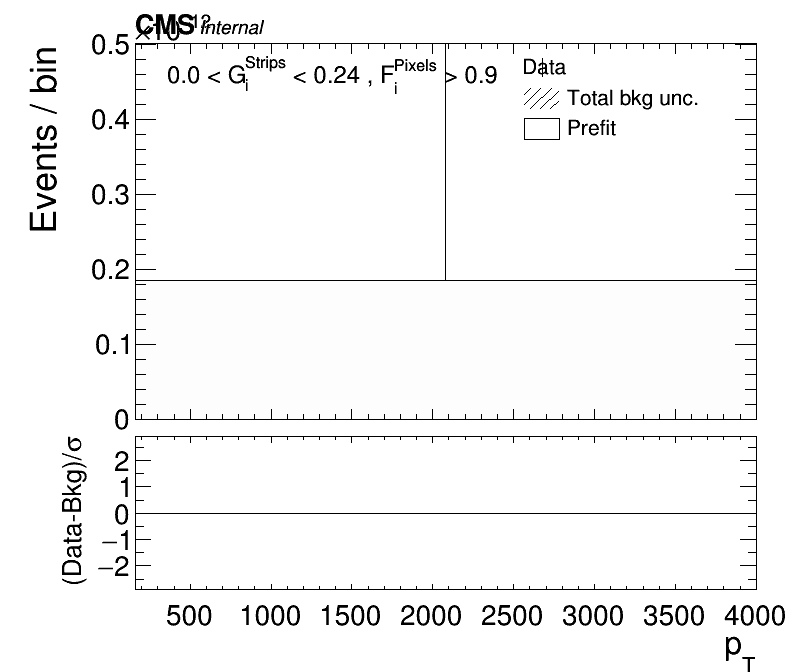 CMS Internal
×10
0.0 < G_i^Strips < 0.24 , F_i^Pixels > 0.9
Data
Total bkg unc.
Prefit
Events / bin
0.5
0.4
0.3
0.2
0.1
0
(Data-Bkg)/σ
2
1
0
−1
−2
500 1000 1500 2000 2500 3000 3500 4000
p_T